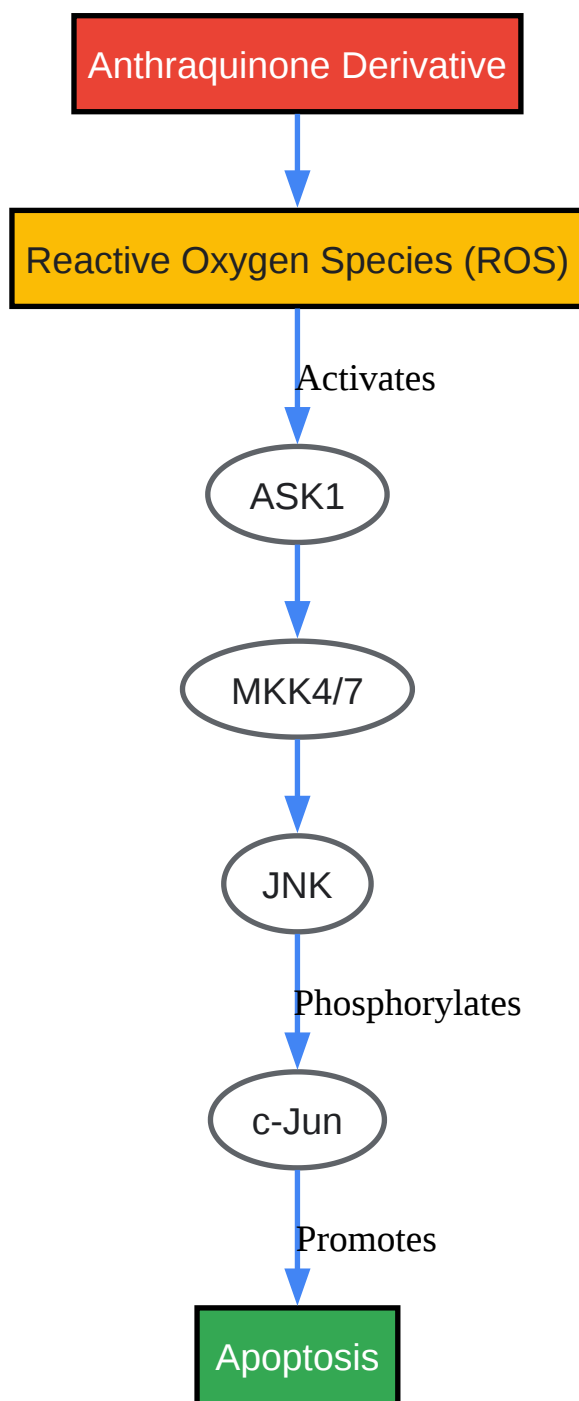 Anthraquinone Derivative
Reactive Oxygen Species (ROS)
Activates
ASK1
MKK4/7
JNK
Phosphorylates
c-Jun
Promotes
Apoptosis